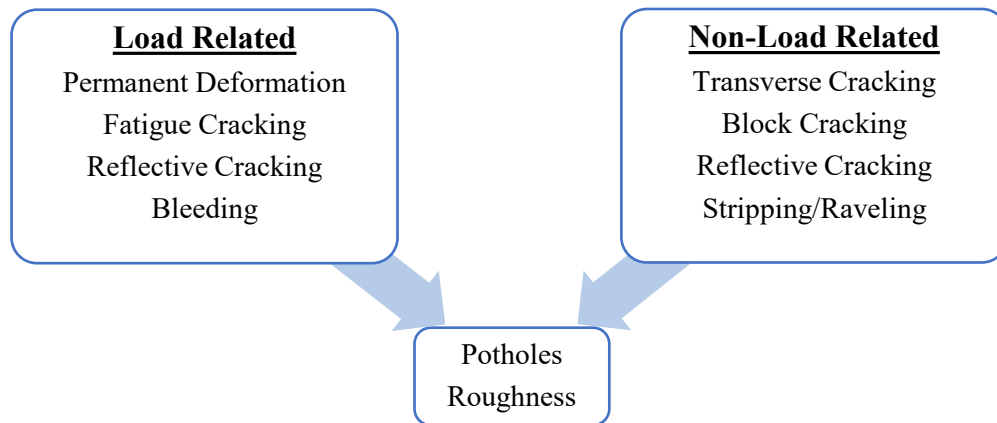 Load Related
Permanent Deformation
Fatigue Cracking
Reflective Cracking
Bleeding
Non-Load Related
Transverse Cracking
Block Cracking
Reflective Cracking
Stripping/Raveling
Potholes
Roughness